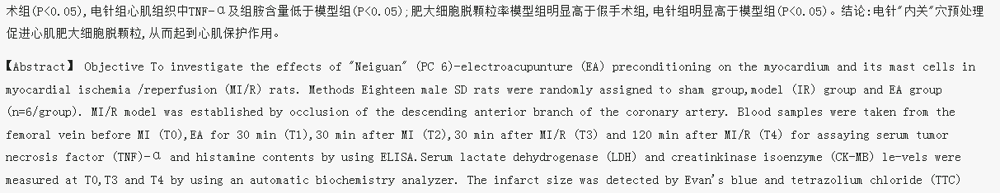 术组(P<0.05),电针组心肌组织中TNF-α及组胺含量低于模型组(P<0.05);肥大细胞脱颗粒率模型组明显高于假手术组,电针组明显高于模型组(P<0.05)。结论:电针"内关"穴预处理
促进心肌肥大细胞脱颗粒,从而起到心肌保护作用。
【Abstract】 Objective To investigate the effects of "Neiguan" (PC 6)-electroacupunture (EA) preconditioning on the myocardium and its mast cells in
myocardial ischemia /reperfusion (MI/R) rats. Methods Eighteen male SD rats were randomly assigned to sham group,model (IR) group and EA group
(n=6/group). MI/R model was established by occlusion of the descending anterior branch of the coronary artery. Blood samples were taken from the
femoral vein before MI (T0),EA for 30 min (T1),30 min after MI (T2),30 min after MI/R (T3) and 120 min after MI/R (T4) for assaying serum tumor
necrosis factor (TNF)-α and histamine contents by using ELISA.Serum lactate dehydrogenase (LDH) and creatinkinase isoenzyme (CK-MB) le-vels were
measured at T0,T3 and T4 by using an automatic biochemistry analyzer. The infarct size was detected by Evan's blue and tetrazolium chloride (TTC)